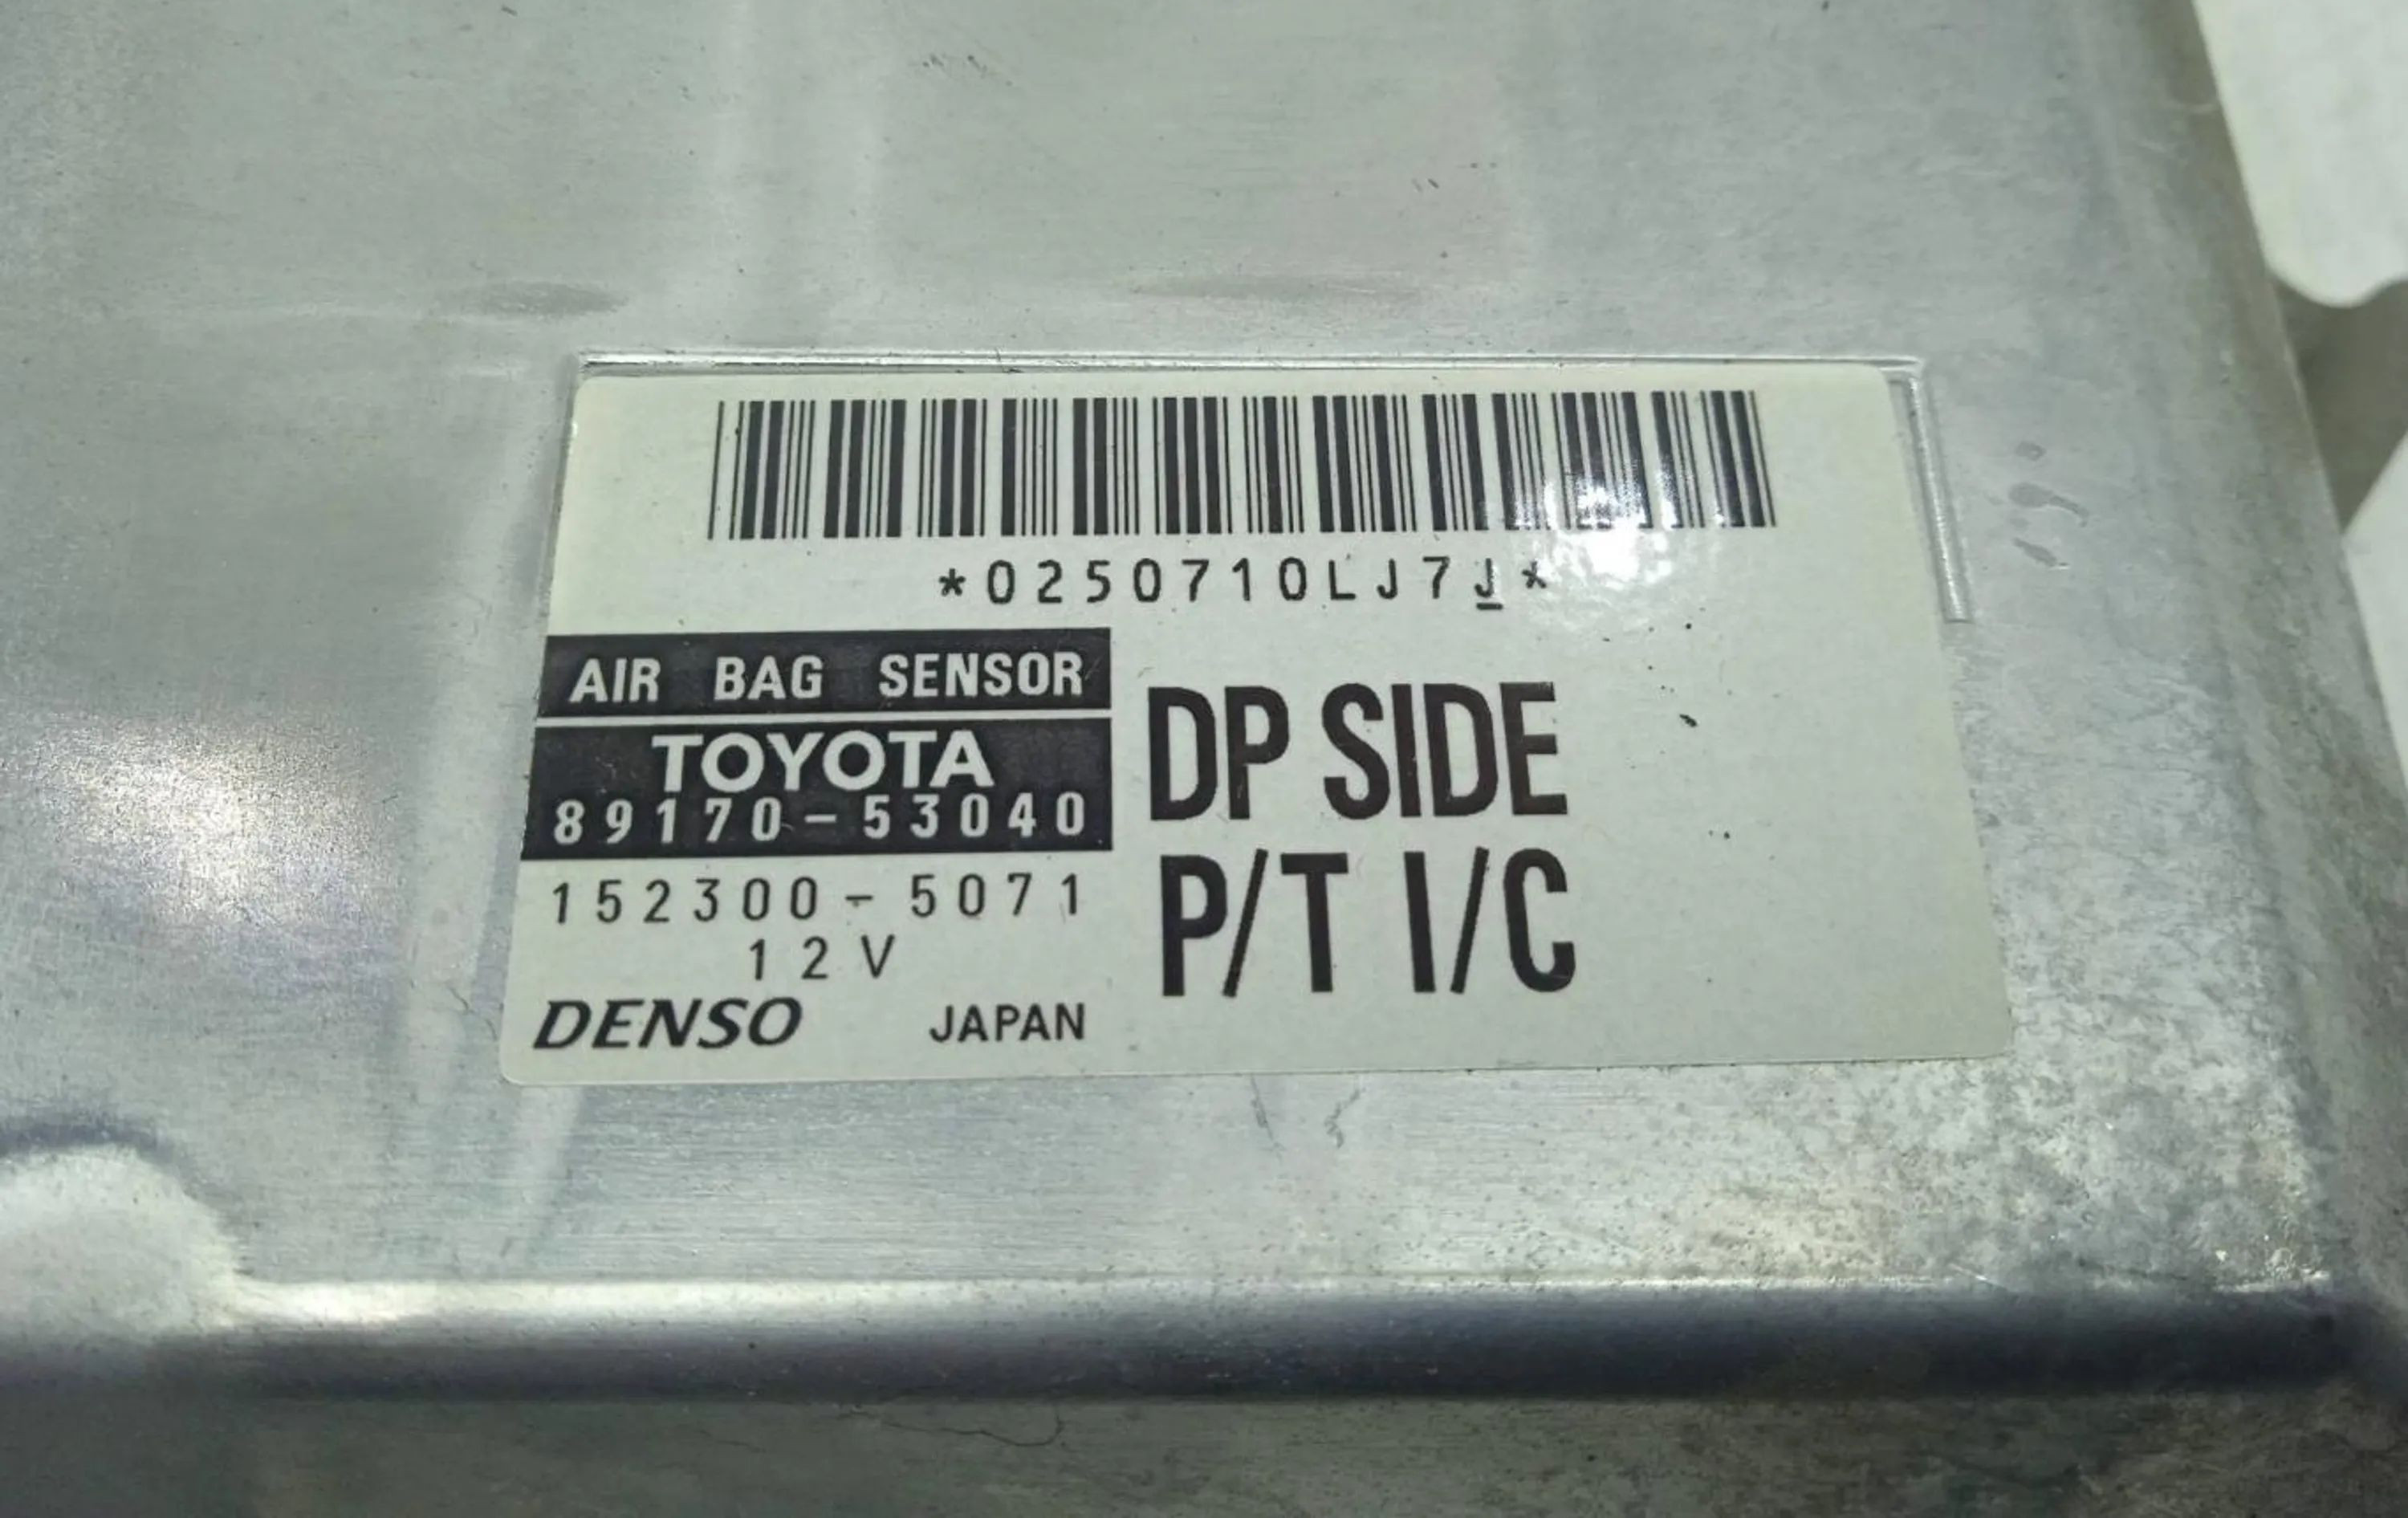 *0250710LJ7J*
AIR BAG SENSOR
TOYOTA
89170-53040
152300-5071
12V
DENSO JAPAN
DP SIDE
P/T I/C